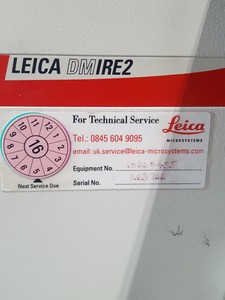 LEICA DMIRE2
For Technical Service
Leica
MICROSYSTEMS
Tel.: 0845 604 9095
email: uk.service@leica-microsystems.com
12 1 2 3 4 5 6 7 8 9 10 11
16
Equipment No.
Serial No.
Next Service Due